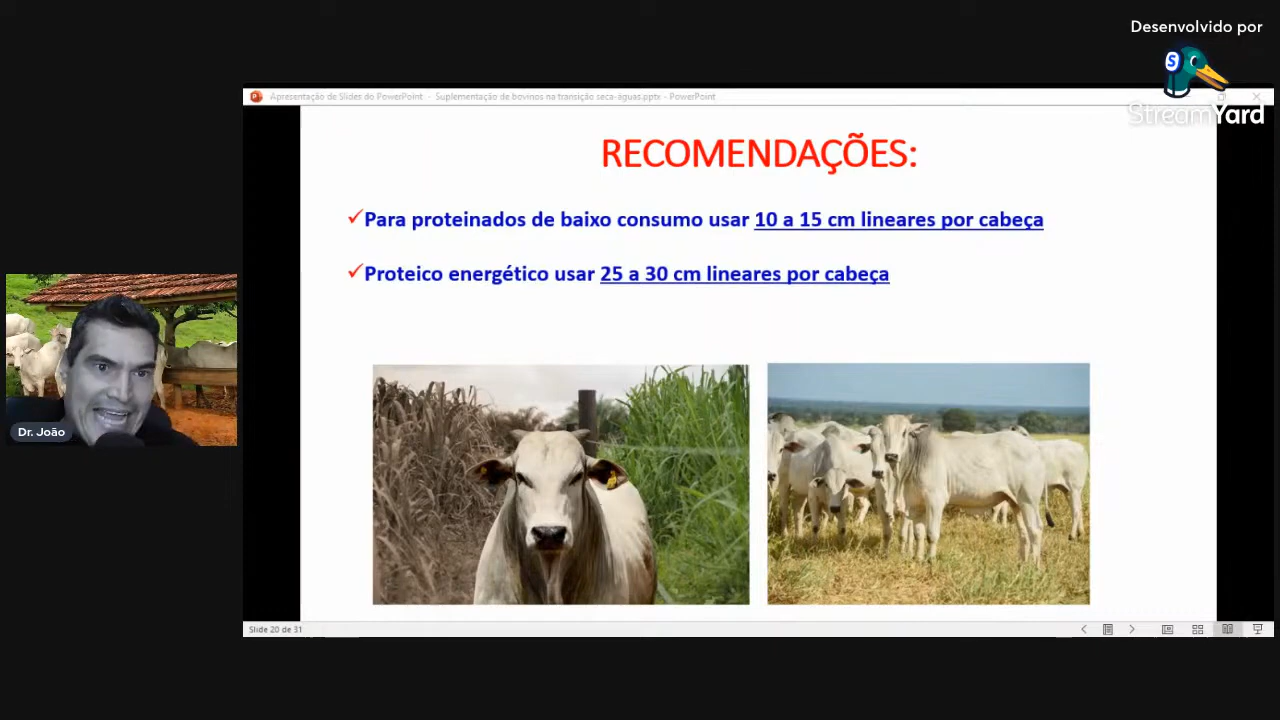 Desenvolvido por
S
StreamYard
P
Apresentação de Slides do PowerPoint - Suplementação de bovinos na transição seca-águas.pptx - PowerPoint
RECOMENDAÇÕES:
✓Para proteinados de baixo consumo usar 10 a 15 cm lineares por cabeça
✓Proteico energético usar 25 a 30 cm lineares por cabeça
Dr. João
Slide 20 de 31